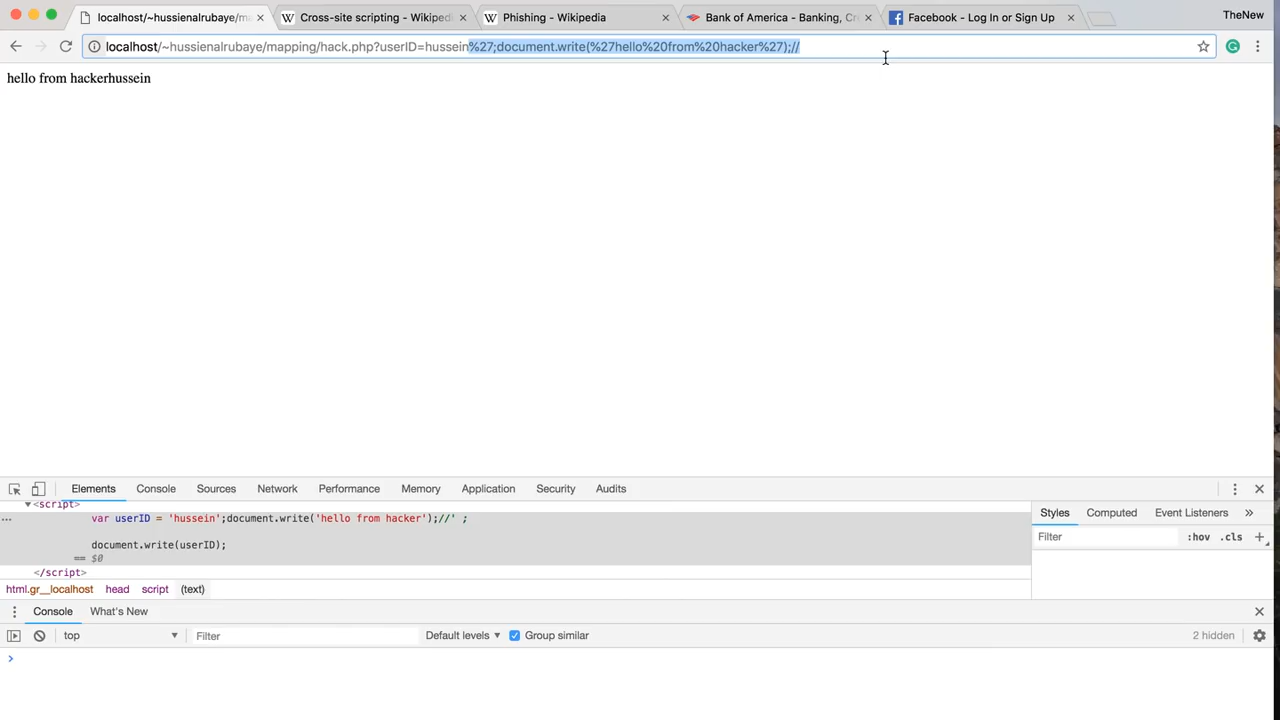 localhost/~hussienalrubaye/ma
Cross-site scripting - Wikiped
Phishing - Wikipedia
Bank of America - Banking, Cr
Facebook - Log In or Sign Up
TheNew
localhost/~hussienalrubaye/mapping/hack.php?userID=hussein%27;document.write(%27hello%20from%20hacker%27);//
hello from hackerhussein
Elements Console Sources Network Performance Memory Application Security Audits
<script>
var userID = 'hussein';document.write('hello from hacker');//' ;
document.write(userID);
== $0
</script>
Styles Computed Event Listeners »
Filter :hov .cls +
html.gr__localhost head script (text)
Console What's New
top Filter Default levels Group similar 2 hidden
>